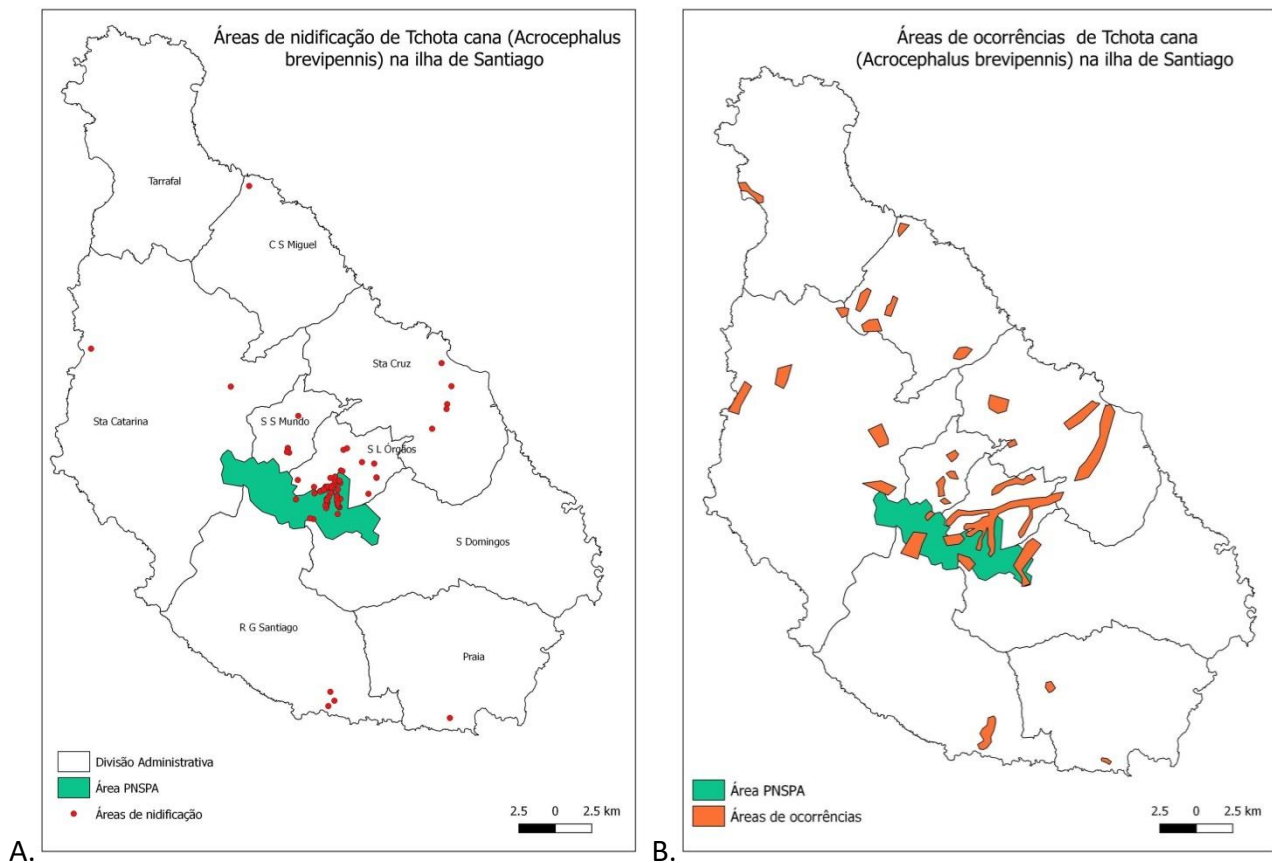 Áreas de nidificação de Tchota cana (Acrocephalus
brevipennis) na ilha de Santiago
Tarrafal
C S Miguel
Sta Cruz
Sta Catarina
S S Mundo
S L Órgãos
S Domingos
R G Santiago
Praia
Divisão Administrativa
Área PNSPA
Áreas de nidificação
2.5 0 2.5 km
A.
Áreas de ocorrências de Tchota cana
(Acrocephalus brevipennis) na ilha de Santiago
Área PNSPA
Áreas de ocorrências
2.5 0 2.5 km
B.